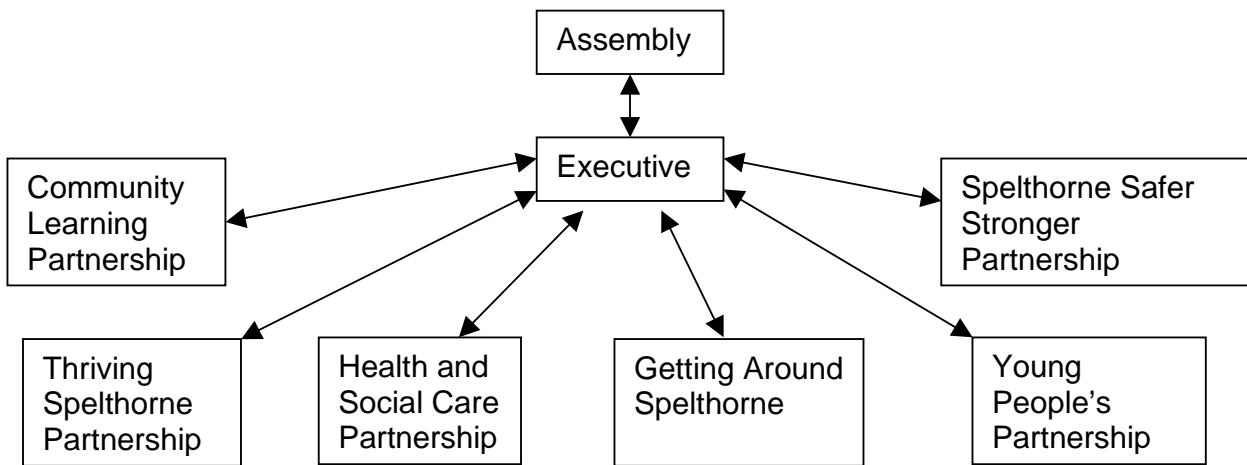 Assembly
Executive
Community
Learning
Partnership
Spelthorne Safer
Stronger
Partnership
Thriving
Spelthorne
Partnership
Health and
Social Care
Partnership
Getting Around
Spelthorne
Young
People’s
Partnership